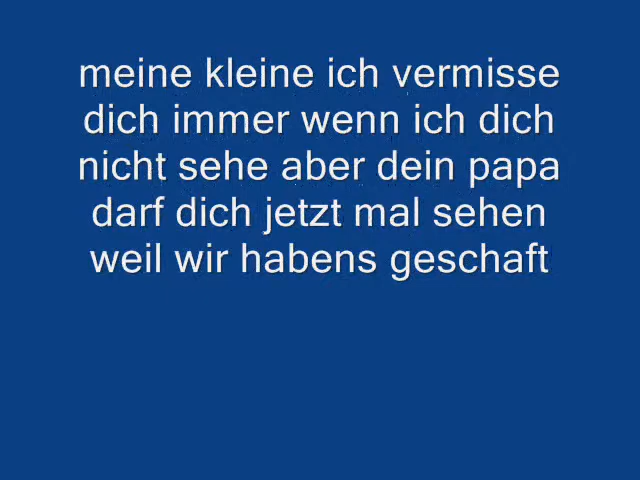 meine kleine ich vermisse
dich immer wenn ich dich
nicht sehe aber dein papa
darf dich jetzt mal sehen
weil wir habens geschaft